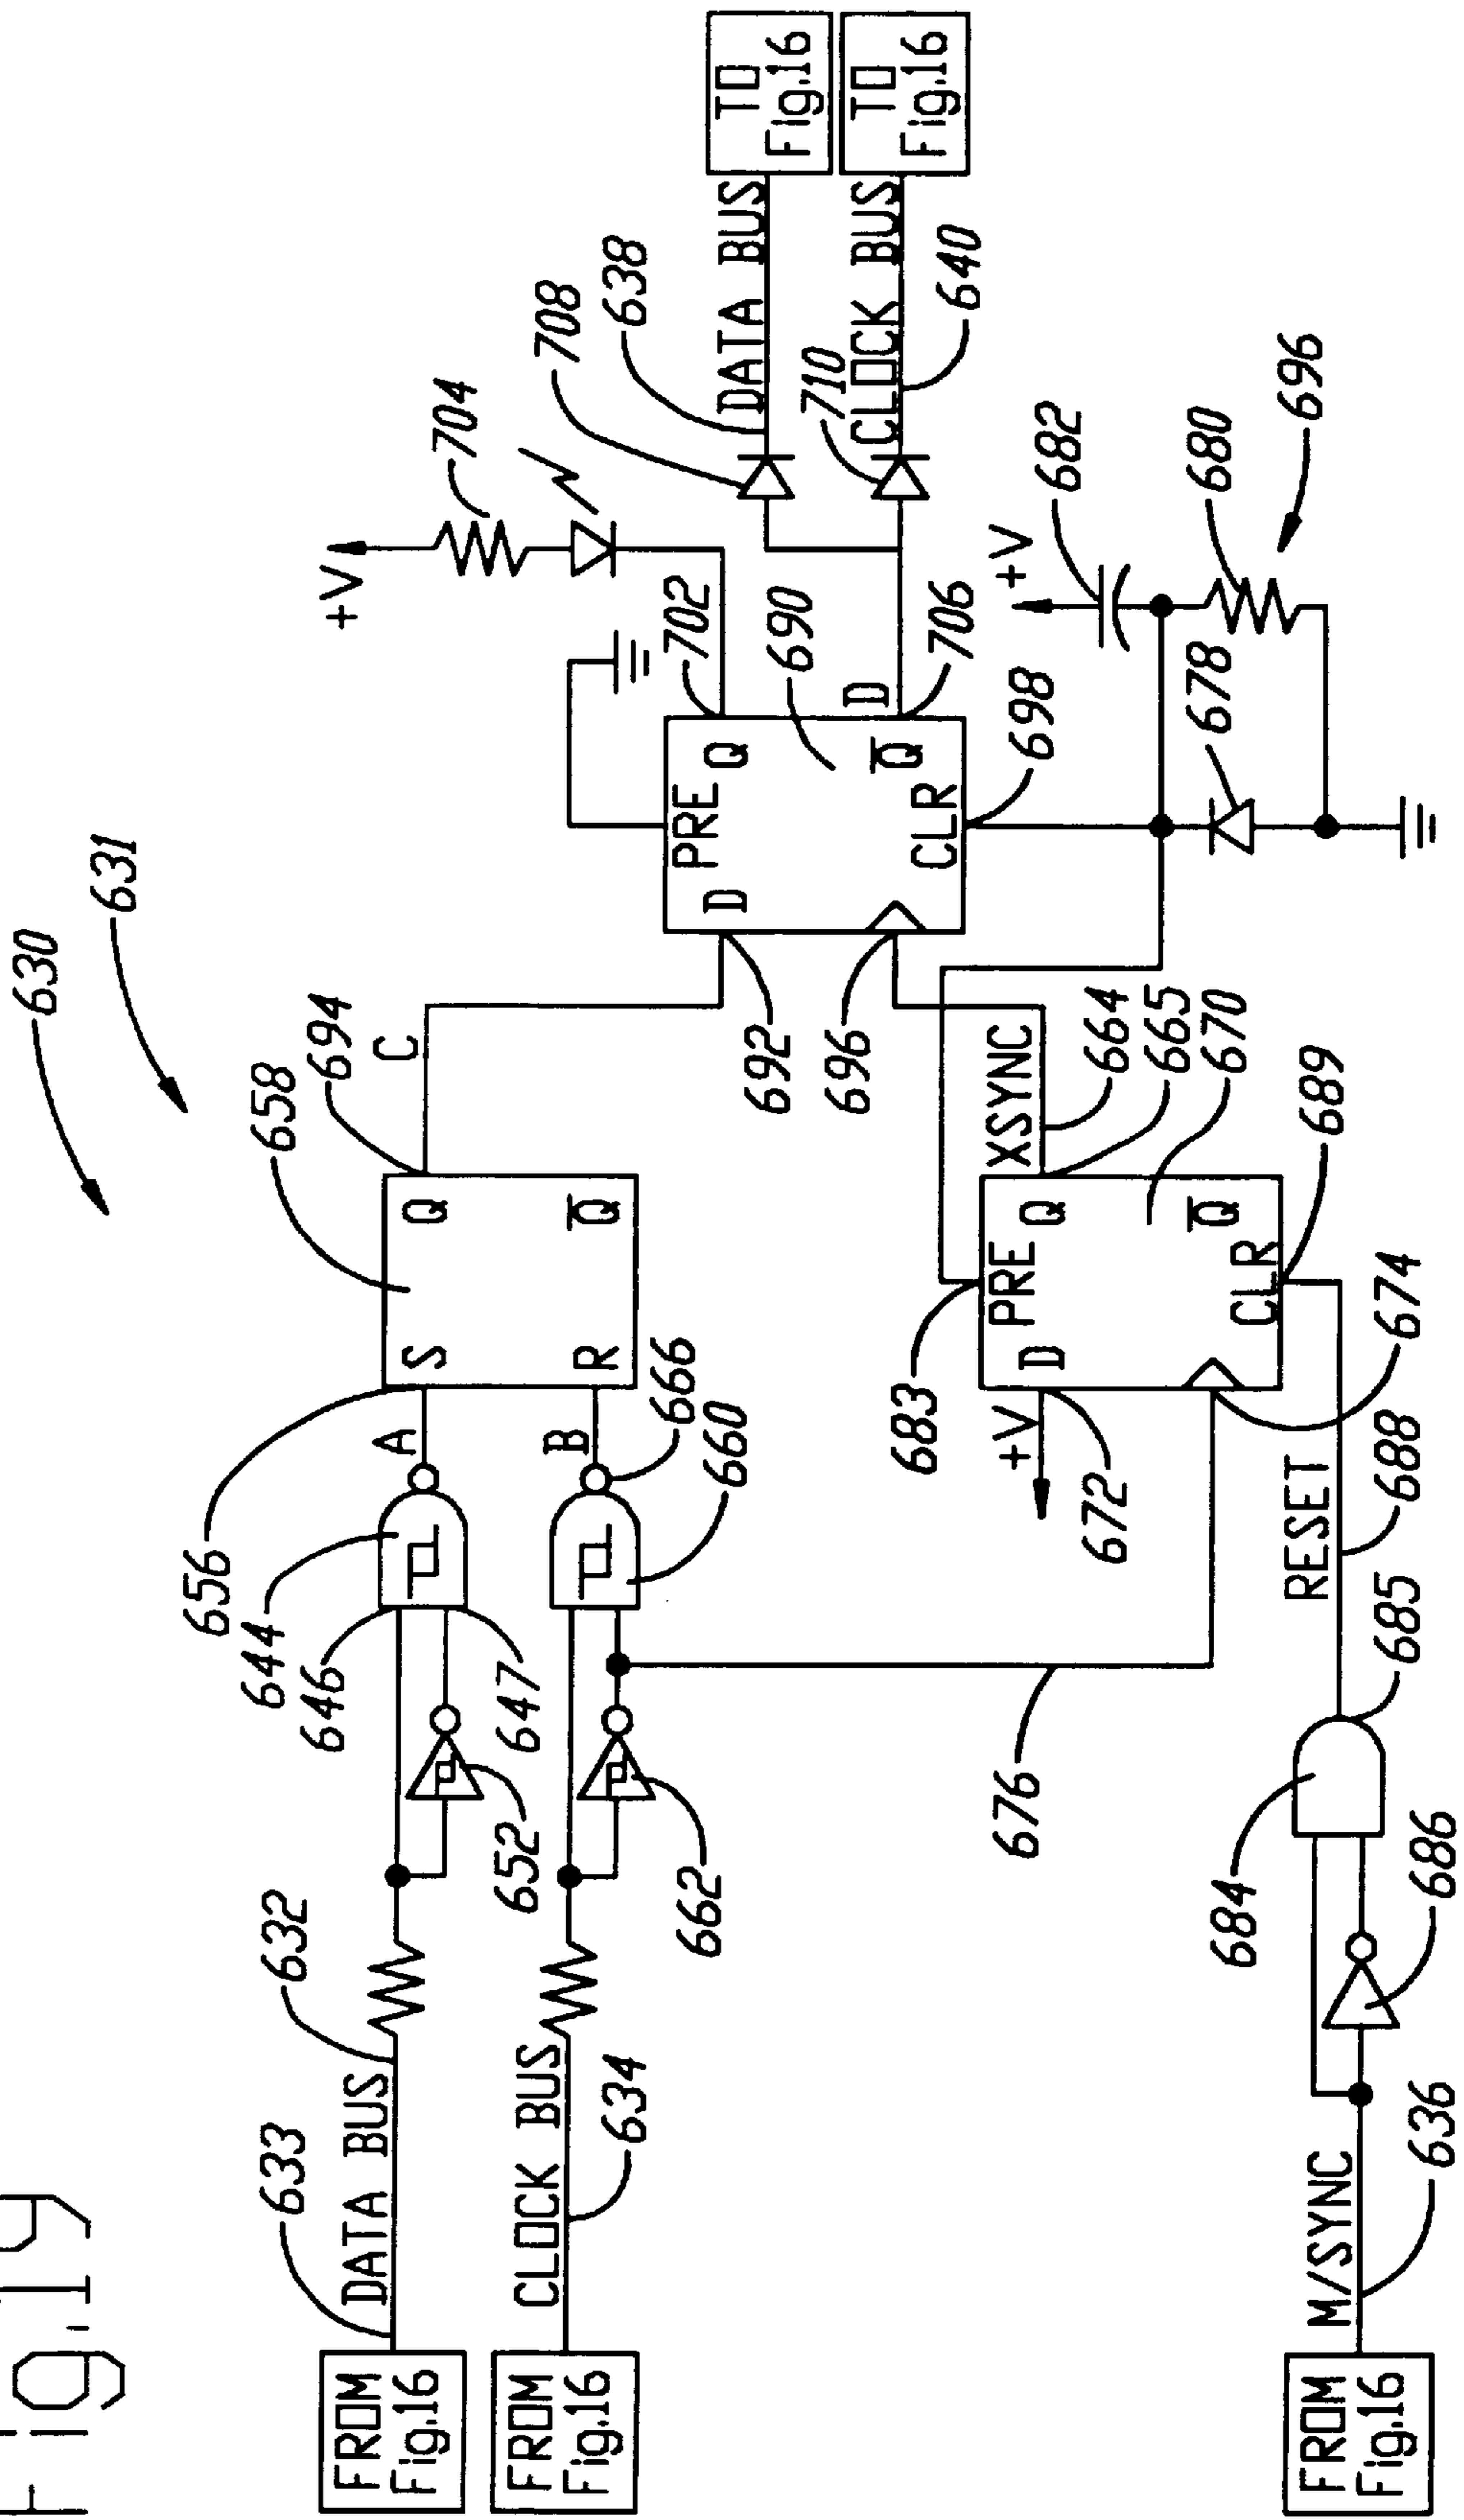 Fig.19
630
631
633
632
DATA BUS
FROM
Fig.16
644
646
656
647
652
A
658
S
Q
R
Q̅
694
C
CLOCK BUS
FROM
Fig.16
634
662
B
666
660
676
+V
672
683
PRE
D
Q
Q̅
CLR
XSYNC
664
665
670
689
674
M/SYNC
FROM
Fig.16
636
684
686
685
RESET
688
692
696
D
PRE
Q
Q̅
CLR
702
690
D
706
698
+V
704
708
638
DATA BUS
TO
Fig.16
710
CLOCK BUS
TO
Fig.16
640
+V
682
680
678
696